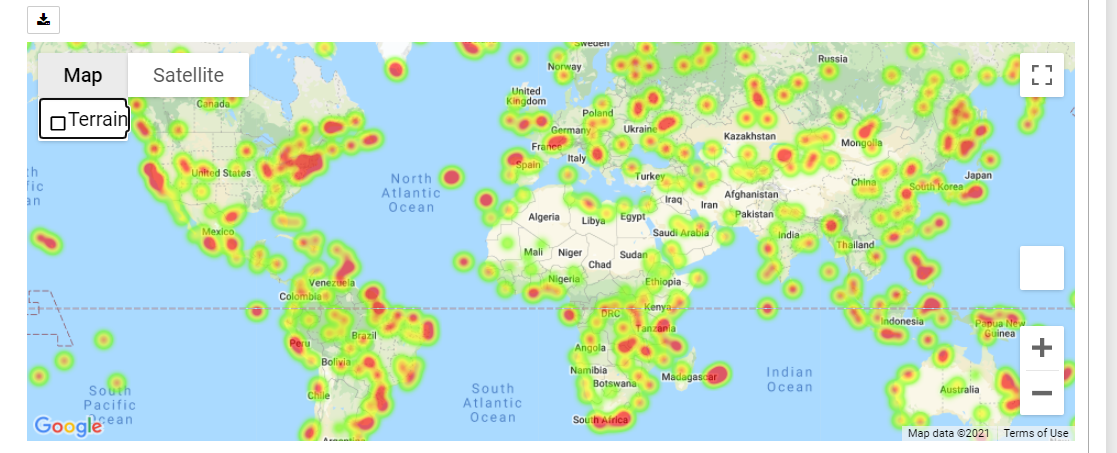 Sweden
Russia
Norway
Map
Satellite
United
Kingdom
Canada
Terrain
Poland
Germany
Ukraine
Kazakhstan
Mongolia
France
Italy
Spain
United States
Turkey
Japan
China
South Korea
North
Atlantic
Ocean
Afghanistan
Iraq
Iran
Pakistan
Algeria
Libya
Egypt
Mexico
Saudi Arabia
India
Thailand
Mali
Niger
Sudan
Chad
Venezuela
Nigeria
Ethiopia
Colombia
DRC
Kenya
Tanzania
Indonesia
Papua New
Guinea
Brazil
Peru
Angola
Bolivia
Namibia
Botswana
Madagascar
Indian
Ocean
South
Pacific
Ocean
Chile
South
Atlantic
Ocean
Australia
South Africa
Google
Map data ©2021
Terms of Use